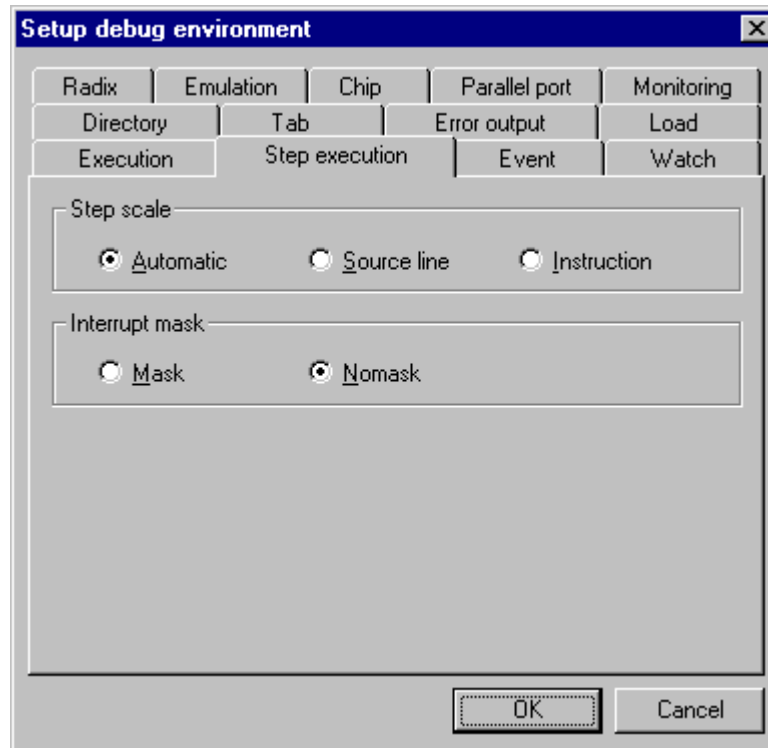 Setup debug environment
Radix Emulation Chip Parallel port Monitoring
Directory Tab Error output Load
Execution Step execution Event Watch
Step scale
Automatic Source line Instruction
Interrupt mask
Mask Nomask
OK Cancel